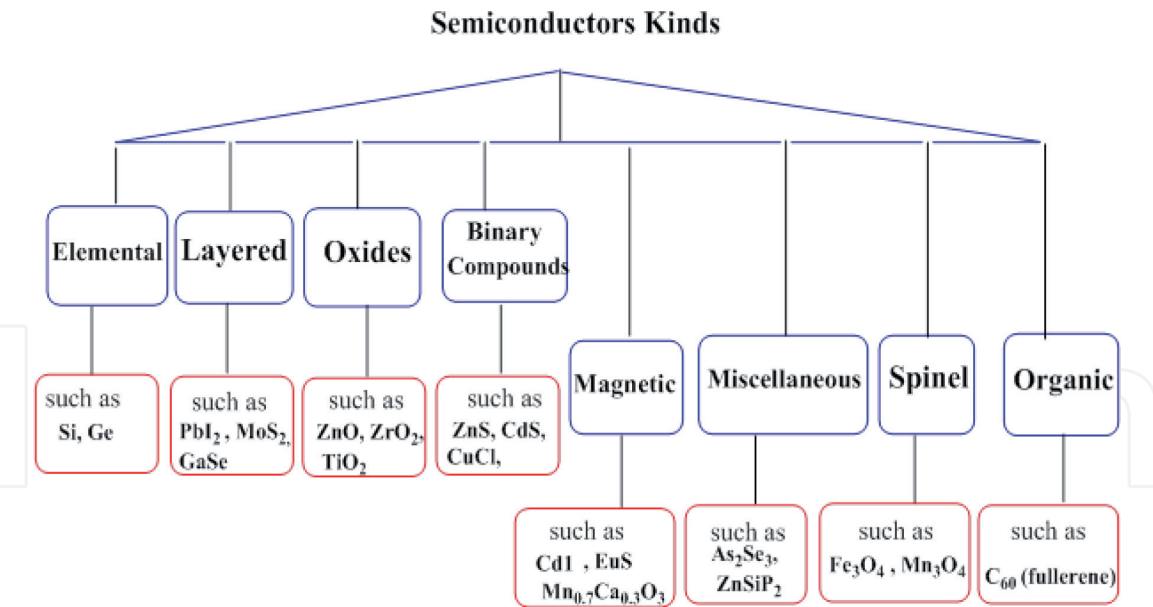 Semiconductors Kinds
Elemental
Layered
Oxides
Binary
Compounds
Magnetic
Miscellaneous
Spinel
Organic
such as
Si, Ge
such as
PbI₂ , MoS₂,
GaSe
such as
ZnO, ZrO₂,
TiO₂
such as
ZnS, CdS,
CuCl,
such as
Cd1 , EuS
Mn₀.₇Ca₀.₃O₃
such as
As₂Se₃,
ZnSiP₂
such as
Fe₃O₄ , Mn₃O₄
such as
C₆₀ (fullerene)